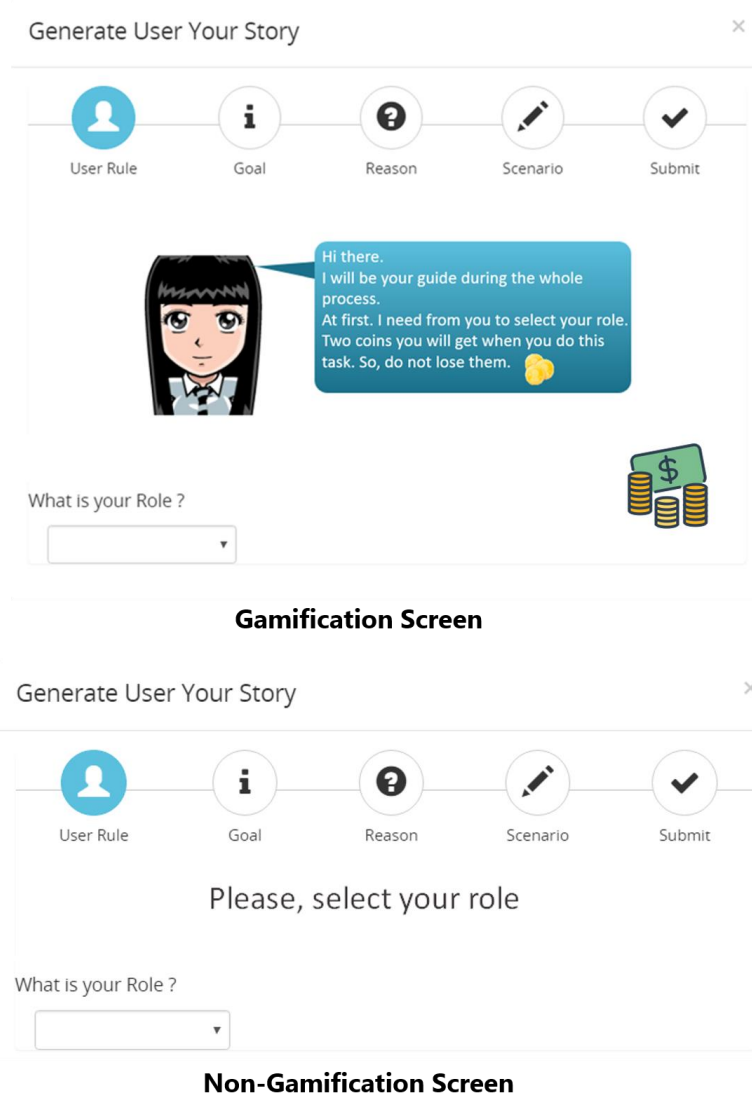 Generate User Your Story
×
User Rule
Goal
Reason
Scenario
Submit
Hi there.
I will be your guide during the whole
process.
At first. I need from you to select your role.
Two coins you will get when you do this
task. So, do not lose them.
$
What is your Role ?
Gamification Screen
Generate User Your Story
×
User Rule
Goal
Reason
Scenario
Submit
Please, select your role
What is your Role ?
Non-Gamification Screen